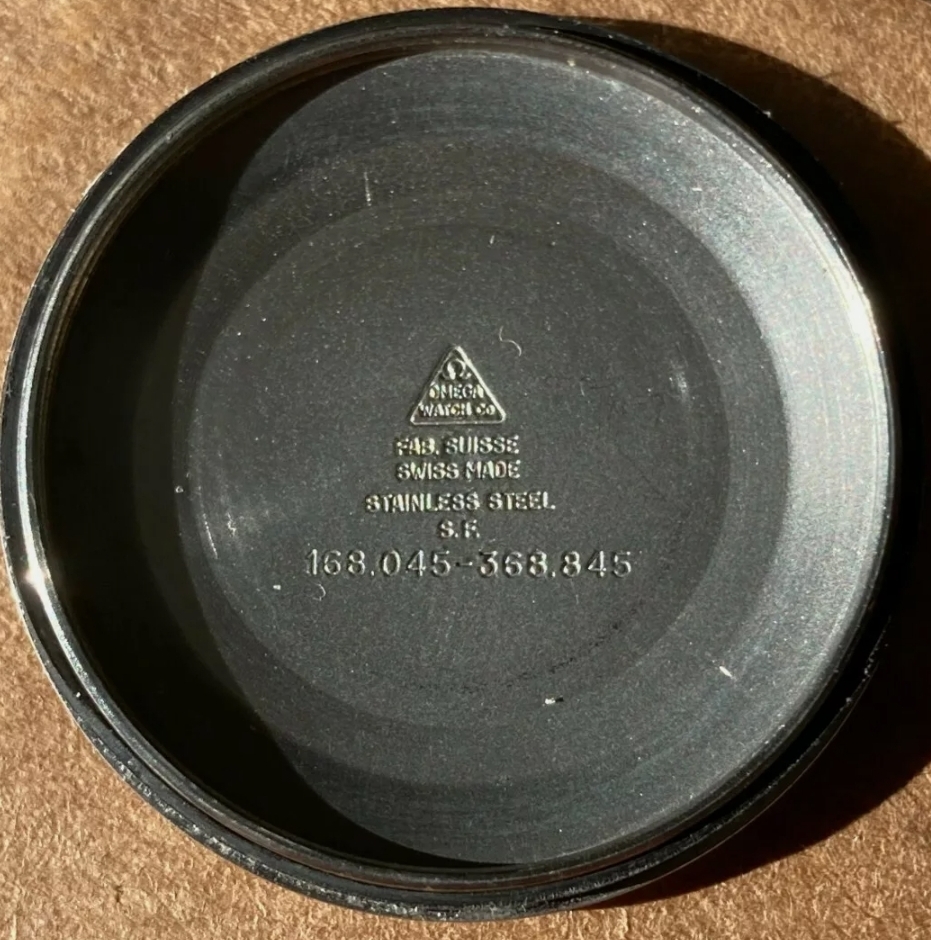 Ω
OMEGA
WATCH CO
FAB. SUISSE
SWISS MADE
STAINLESS STEEL
S.F.
168.045-368.845